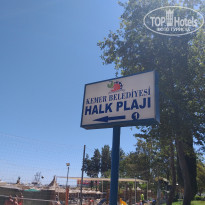 TOP HOTELS
KEMER BELEDİYESİ
HALK PLAJI
1